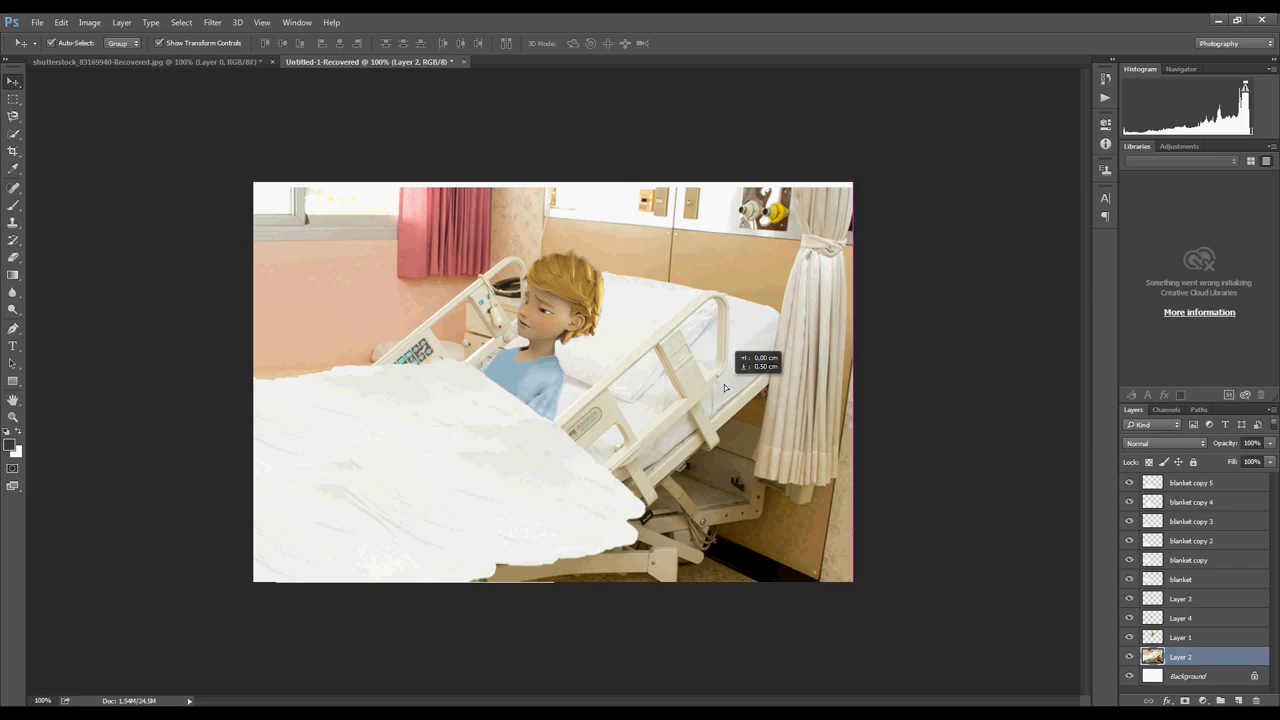 Ps File Edit Image Layer Type Select Filter 3D View Window Help
Auto-Select: Group Show Transform Controls 3D Mode: Photography
shutterstock_83169940-Recovered.jpg @ 100% (Layer 0, RGB/8#) * × Untitled-1-Recovered @ 100% (Layer 2, RGB/8) * ×
Histogram Navigator
Libraries Adjustments
Something went wrong initializing
Creative Cloud Libraries
More information
0,00 cm
0,50 cm
Layers Channels Paths
Kind
Normal Opacity: 100%
Lock: Fill: 100%
blanket copy 5
blanket copy 4
blanket copy 3
blanket copy 2
blanket copy
blanket
Layer 3
Layer 4
Layer 1
Layer 2
Background
100% Doc: 1,54M/24,5M